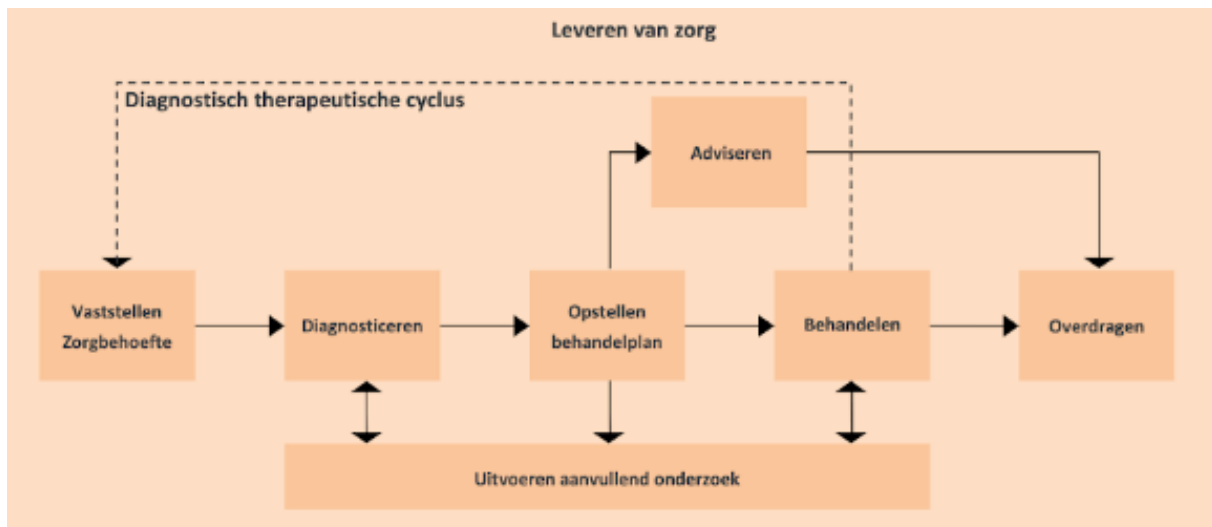 Leveren van zorg
Diagnostisch therapeutische cyclus
Adviseren
Vaststellen
Zorgbehoefte
Diagnosticeren
Opstellen
behandelplan
Behandelen
Overdragen
Uitvoeren aanvullend onderzoek